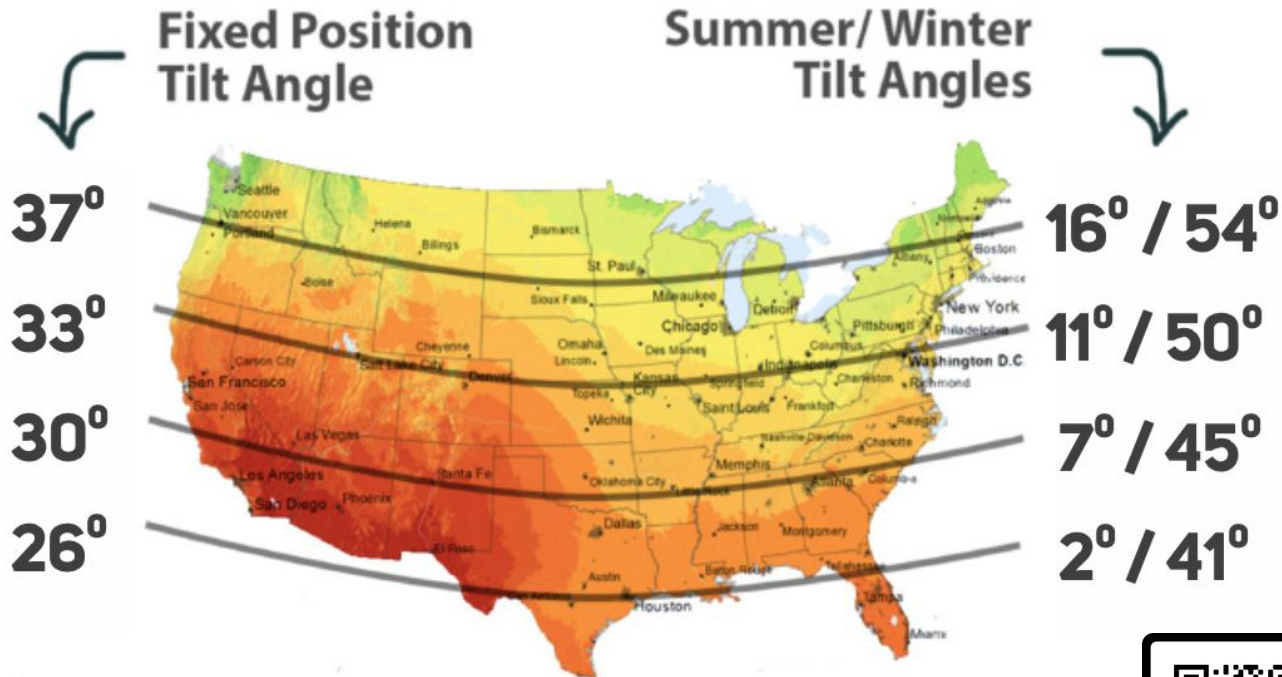 Fixed Position
Tilt Angle
Summer/ Winter
Tilt Angles
37°
33°
30°
26°
16° / 54°
11° / 50°
7° / 45°
2° / 41°
Seattle
Vancouver
Portland
Helena
Billings
Bismarck
St. Paul
Boise
Sioux Falls
Milwaukee
Detroit
Albany
Boston
Providence
New York
Chicago
Pittsburgh
Philadelphia
Cheyenne
Omaha
Des Moines
Lincoln
Columbus
Indianapolis
Washington D.C
Carson City
Salt Lake City
Denver
Kansas
City
Springfield
Charleston
Richmond
San Francisco
San Jose
Topeka
Saint Louis
Frankfort
Wichita
Raleigh
Las Vegas
Nashville-Davidson
Charlotte
Santa Fe
Memphis
Los Angeles
Oklahoma City
Little Rock
Atlanta
San Diego
Phoenix
Dallas
Jackson
Montgomery
El Paso
Austin
Baton Rouge
Tallahassee
San Antonio
Houston
Tampa
Miami